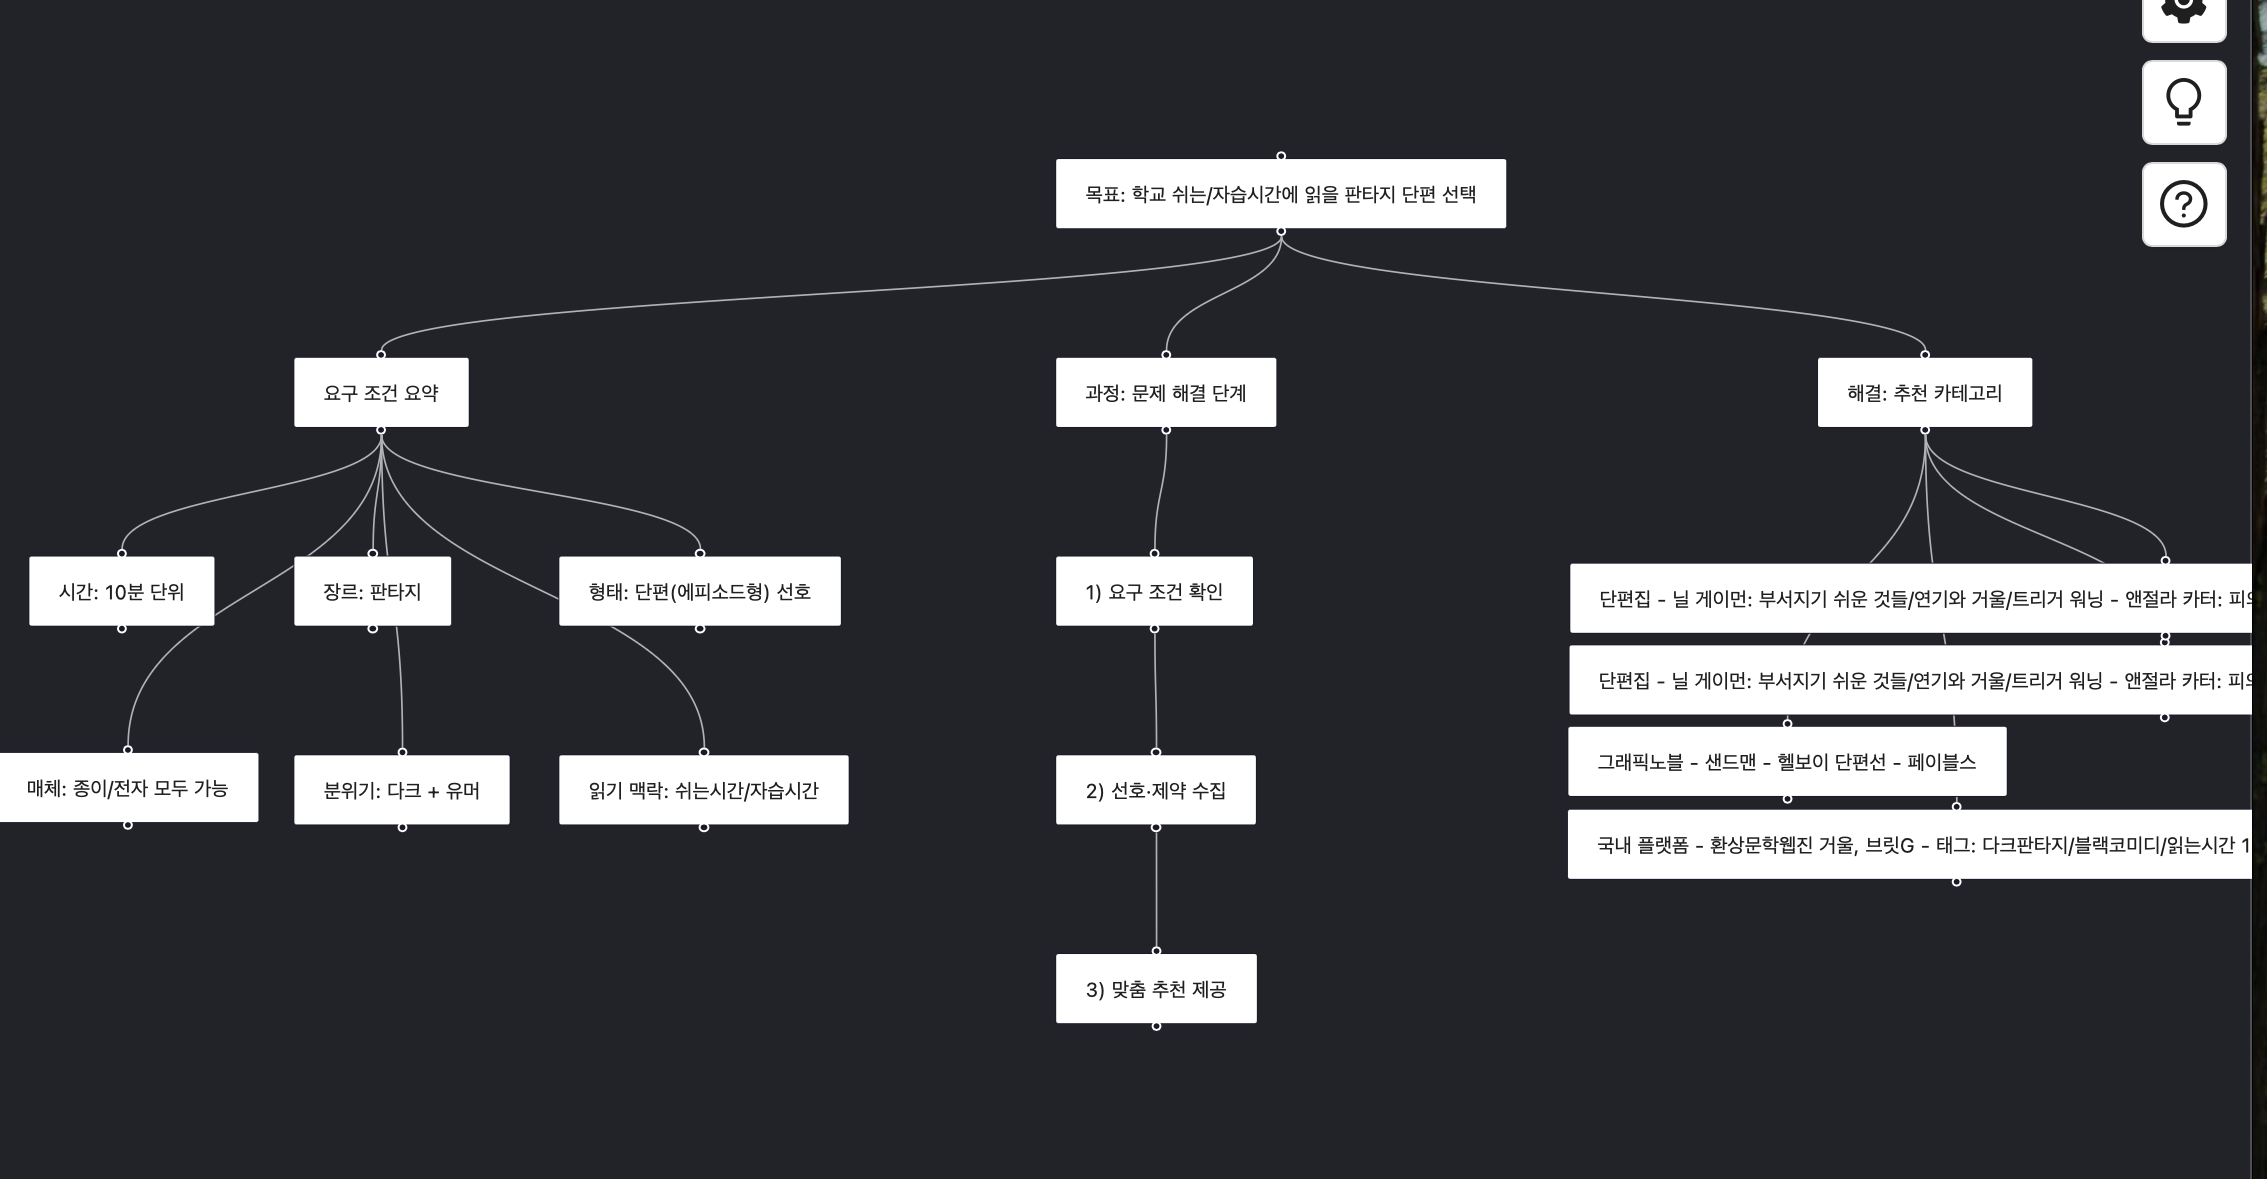 목표: 학교 쉬는/자습시간에 읽을 판타지 단편 선택
요구 조건 요약
과정: 문제 해결 단계
해결: 추천 카테고리
시간: 10분 단위
장르: 판타지
형태: 단편(에피소드형) 선호
1) 요구 조건 확인
단편집 - 닐 게이먼: 부서지기 쉬운 것들/연기와 거울/트리거 워닝 - 앤절라 카터:
단편집 - 닐 게이먼: 부서지기 쉬운 것들/연기와 거울/트리거 워닝 - 앤절라 카터:
매체: 종이/전자 모두 가능
분위기: 다크 + 유머
읽기 맥락: 쉬는시간/자습시간
2) 선호·제약 수집
그래픽노블 - 샌드맨 - 헬보이 단편선 - 페이블스
국내 플랫폼 - 환상문학웹진 거울, 브릿G - 태그: 다크판타지/블랙코미디/읽는시간 1
3) 맞춤 추천 제공